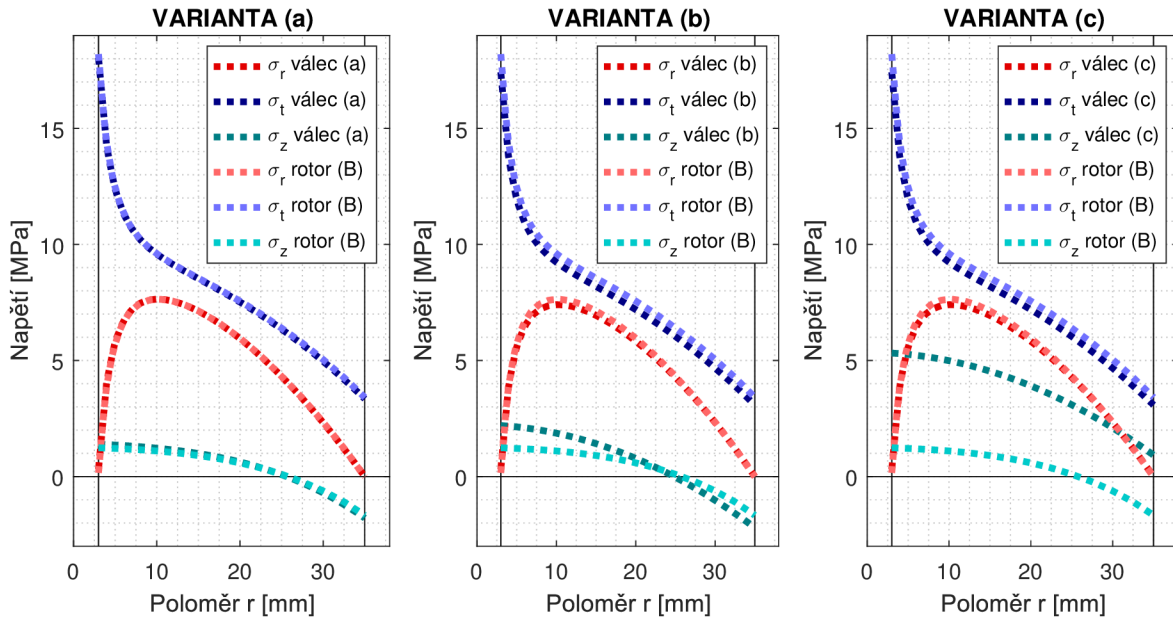 VARIANTA (a)
σr válec (a)
σt válec (a)
σz válec (a)
σr rotor (B)
σt rotor (B)
σz rotor (B)
15
10
5
0
Napětí [MPa]
0 10 20 30
Poloměr r [mm]
VARIANTA (b)
σr válec (b)
σt válec (b)
σz válec (b)
σr rotor (B)
σt rotor (B)
σz rotor (B)
15
10
5
0
Napětí [MPa]
0 10 20 30
Poloměr r [mm]
VARIANTA (c)
σr válec (c)
σt válec (c)
σz válec (c)
σr rotor (B)
σt rotor (B)
σz rotor (B)
15
10
5
0
Napětí [MPa]
0 10 20 30
Poloměr r [mm]